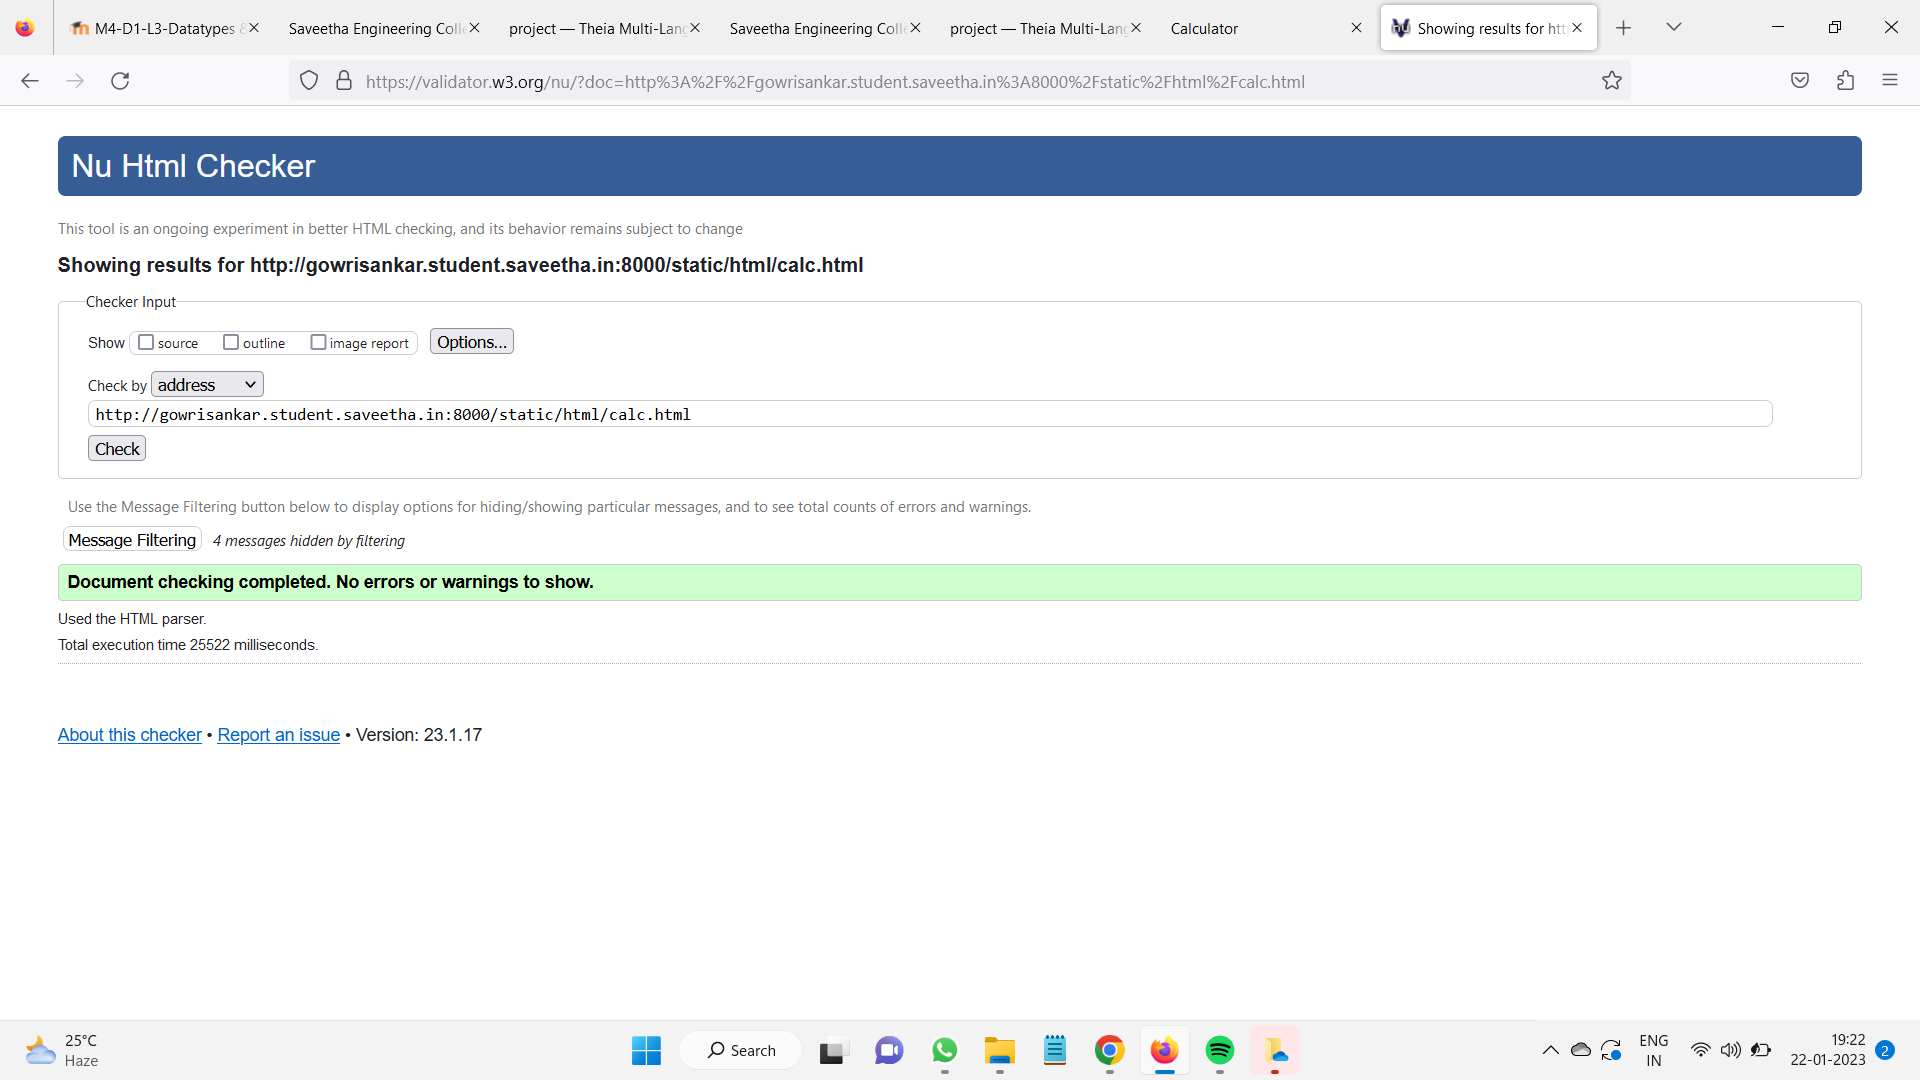 M4-D1-L3-Datatypes &
Saveetha Engineering Colle
project — Theia Multi-Lang
Saveetha Engineering Colle
project — Theia Multi-Lang
Calculator
Showing results for htt
https://validator.w3.org/nu/?doc=http%3A%2F%2Fgowrisankar.student.saveetha.in%3A8000%2Fstatic%2Fhtml%2Fcalc.html
Nu Html Checker
This tool is an ongoing experiment in better HTML checking, and its behavior remains subject to change
Showing results for http://gowrisankar.student.saveetha.in:8000/static/html/calc.html
Checker Input
Show source outline image report Options...
Check by address
http://gowrisankar.student.saveetha.in:8000/static/html/calc.html
Check
Use the Message Filtering button below to display options for hiding/showing particular messages, and to see total counts of errors and warnings.
Message Filtering 4 messages hidden by filtering
Document checking completed. No errors or warnings to show.
Used the HTML parser.
Total execution time 25522 milliseconds.
About this checker • Report an issue • Version: 23.1.17
25°C
Haze
Search
ENG
IN
19:22
22-01-2023
2